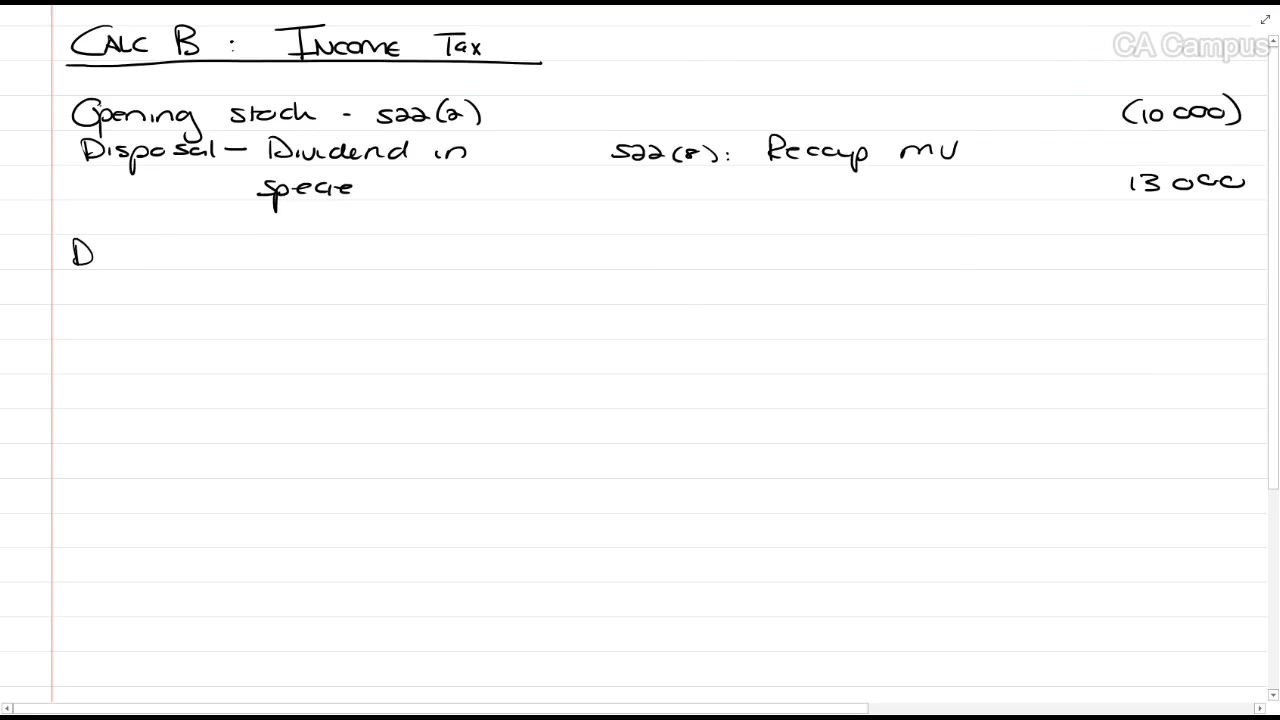 CALC B : INCOME TAX
CA Campus
Opening stock - s22(2) (10 000)
Disposal - Dividend in s22(8): Recoup MV
specie 13 000
D